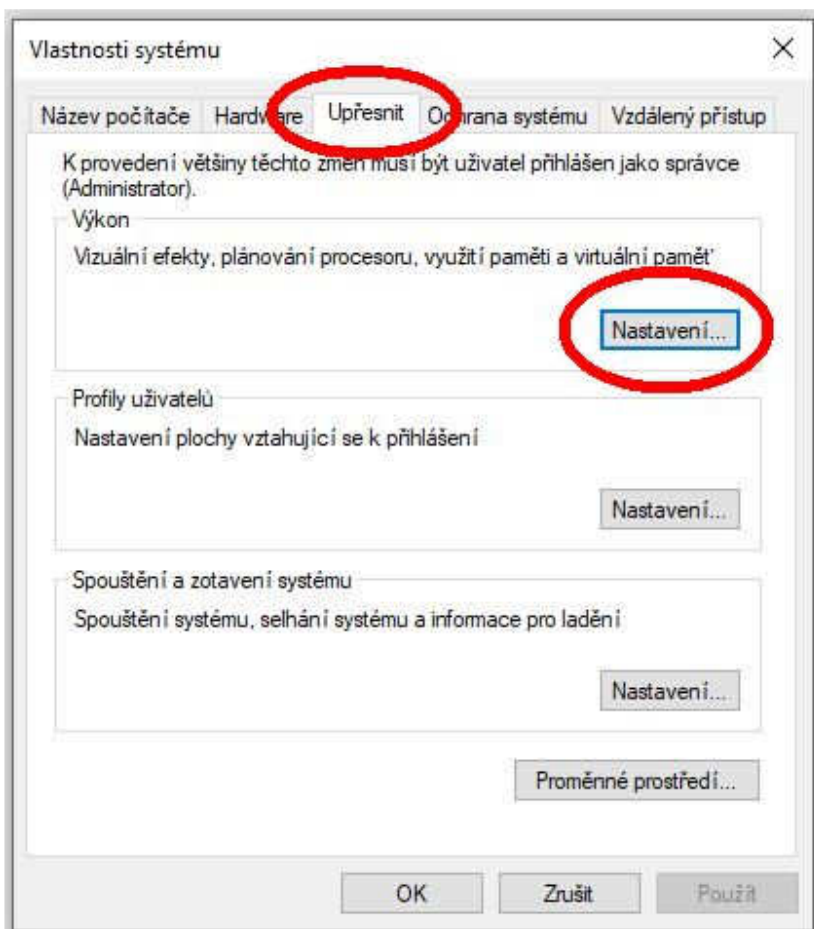 Vlastnosti systému
Název počítače Hardware Upřesnit Ochrana systému Vzdálený přístup
K provedení většiny těchto změn musí být uživatel přihlášen jako správce
(Administrator).
Výkon
Vizuální efekty, plánování procesoru, využití paměti a virtuální paměť
Nastavení...
Profily uživatelů
Nastavení plochy vztahující se k přihlášení
Nastavení...
Spouštění a zotavení systému
Spouštění systému, selhání systému a informace pro ladění
Nastavení...
Proměnné prostředí...
OK Zrušit Použít